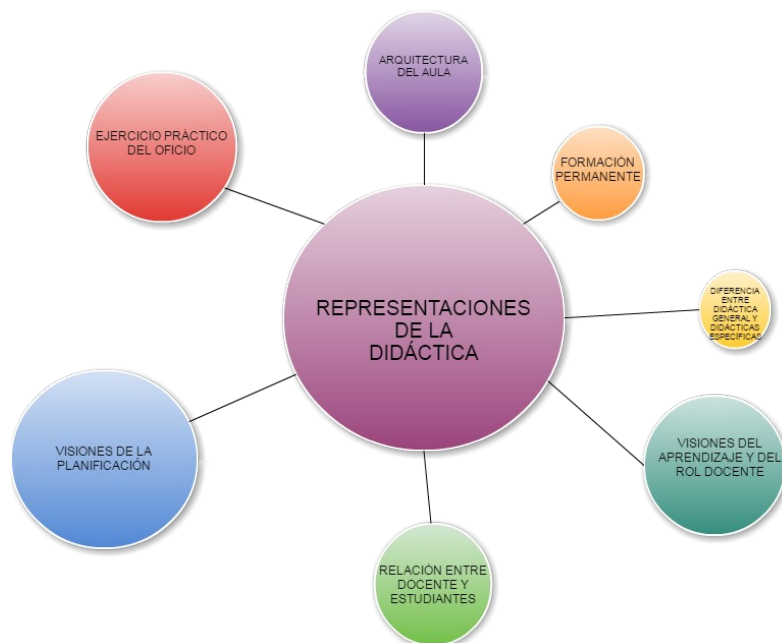 ARQUITECTURA
DEL AULA
EJERCICIO PRÀCTICO
DEL OFICIO
FORMACIÓN
PERMANENTE
REPRESENTACIONES
DE LA
DIDÁCTICA
DIFERENCIA
ENTRE
DIDÁCTICA
GENERAL Y
DIDÁCTICAS
ESPECÍFICAS
VISIONES DE LA
PLANIFICACIÓN
VISIONES DEL
APRENDIZAJE Y DEL
ROL DOCENTE
RELACIÓN ENTRE
DOCENTE Y
ESTUDIANTES